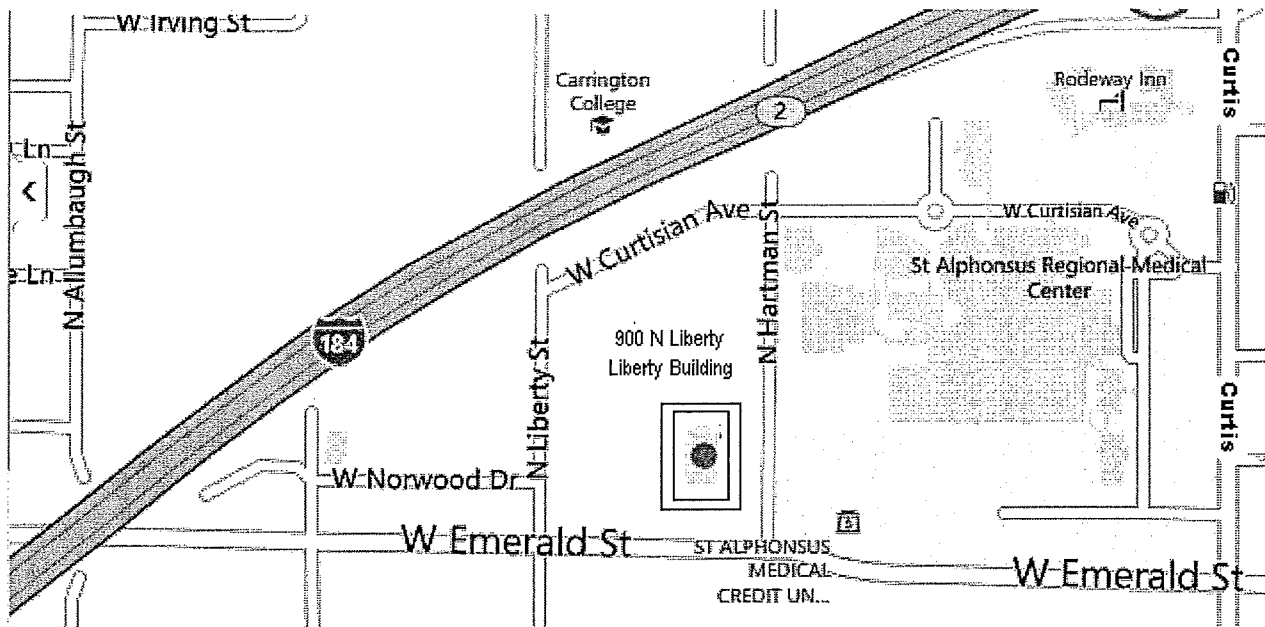 W Irving St
Carrington
College
2
Rodeway Inn
Curtis
Ln
N Allumbaugh St
W Curtisian Ave
N Hartman St
W Curtisian Ave
St Alphonsus Regional Medical
Center
184
N Liberty St
900 N Liberty
Liberty Building
Curtis
W Norwood Dr
W Emerald St
ST ALPHONSUS
MEDICAL
CREDIT UN...
W Emerald St